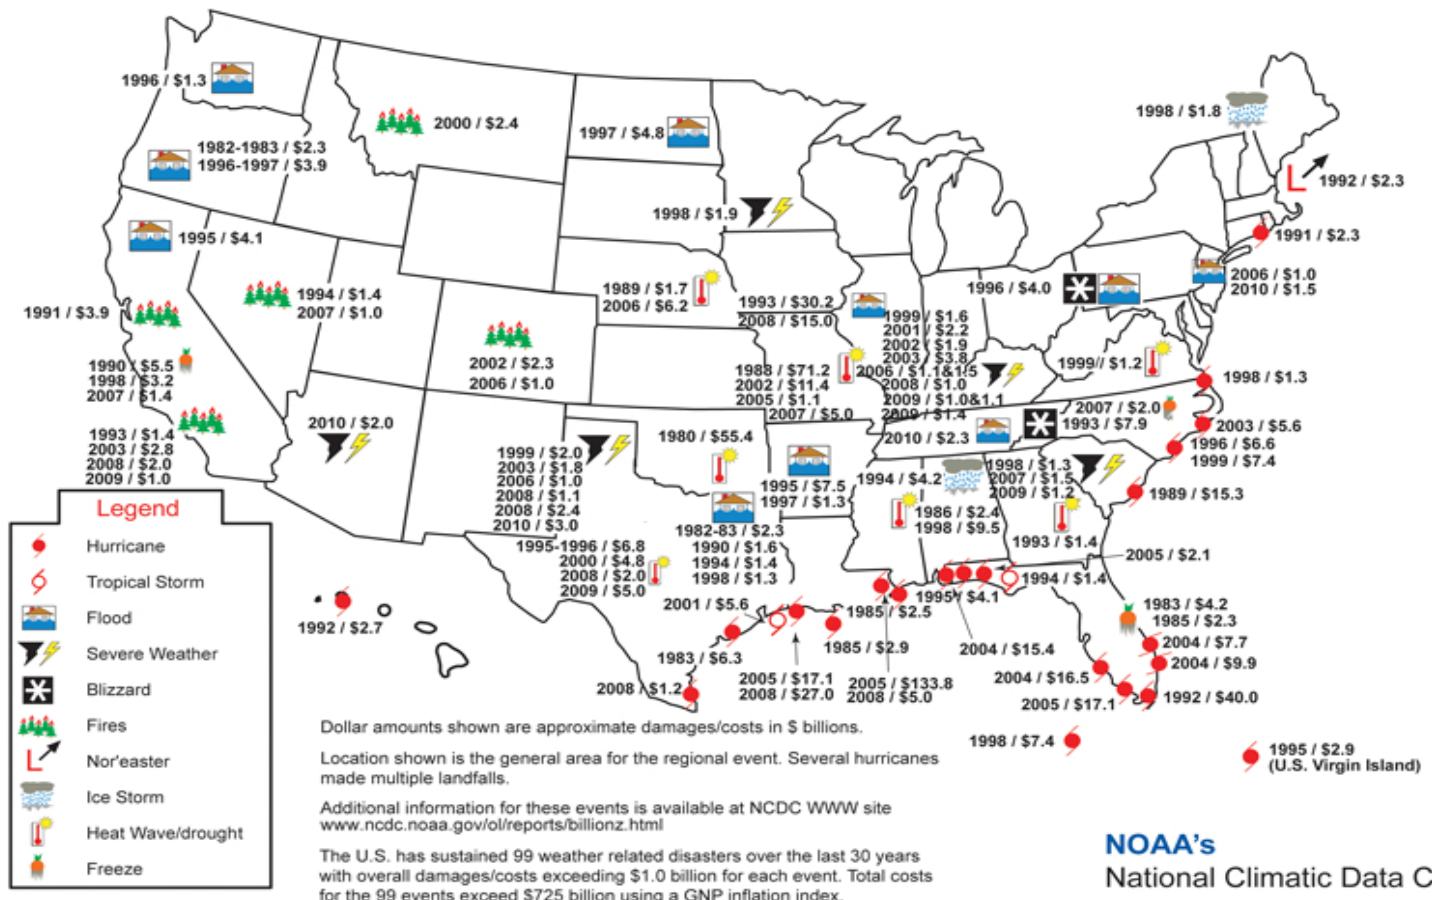 1996 / $1.3
2000 / $2.4
1997 / $4.8
1998 / $1.8
1982-1983 / $2.3
1996-1997 / $3.9
1992 / $2.3
1998 / $1.9
1995 / $4.1
1991 / $2.3
2006 / $1.0
2010 / $1.5
1989 / $1.7
2006 / $6.2
1996 / $4.0
1994 / $1.4
2007 / $1.0
1991 / $3.9
1993 / $30.2
2008 / $15.0
1999 / $1.6
2001 / $2.2
2002 / $1.9
2003 / $3.8
2006 / $1.1&1.5
2008 / $1.0
2009 / $1.0&1.1
2009 / $1.4
2002 / $2.3
2006 / $1.0
1990 / $5.5
1998 / $3.2
2007 / $1.4
1988 / $71.2
2002 / $11.4
2005 / $1.1
2007 / $5.0
1999 / $1.2
1998 / $1.3
2007 / $2.0
1993 / $7.9
2003 / $5.6
1996 / $6.6
1999 / $7.4
1993 / $1.4
2003 / $2.8
2008 / $2.0
2009 / $1.0
2010 / $2.0
1999 / $2.0
2003 / $1.8
2006 / $1.0
2008 / $1.1
2008 / $2.4
2010 / $3.0
1980 / $55.4
2010 / $2.3
1995 / $7.5
1997 / $1.3
1994 / $4.2
1998 / $1.3
2007 / $1.5
2009 / $1.2
1989 / $15.3
1986 / $2.4
1998 / $9.5
1993 / $1.4
1982-83 / $2.3
1990 / $1.6
1994 / $1.4
1998 / $1.3
1995-1996 / $6.8
2000 / $4.8
2008 / $2.0
2009 / $5.0
2005 / $2.1
1994 / $1.4
1995 / $4.1
2001 / $5.6
1985 / $2.5
1983 / $4.2
1985 / $2.3
1992 / $2.7
1983 / $6.3
1985 / $2.9
2004 / $15.4
2004 / $7.7
2004 / $9.9
2004 / $16.5
2005 / $17.1
2008 / $27.0
2005 / $133.8
2008 / $5.0
2008 / $1.2
2005 / $17.1
1992 / $40.0
1998 / $7.4
1995 / $2.9
(U.S. Virgin Island)
Legend
Hurricane
Tropical Storm
Flood
Severe Weather
Blizzard
Fires
L Nor'easter
Ice Storm
Heat Wave/drought
Freeze
Dollar amounts shown are approximate damages/costs in $ billions.
Location shown is the general area for the regional event. Several hurricanes
made multiple landfalls.
Additional information for these events is available at NCDC WWW site
www.ncdc.noaa.gov/ol/reports/billionz.html
The U.S. has sustained 99 weather related disasters over the last 30 years
with overall damages/costs exceeding $1.0 billion for each event. Total costs
for the 99 events exceed $725 billion using a GNP inflation index.
NOAA's
National Climatic Data C